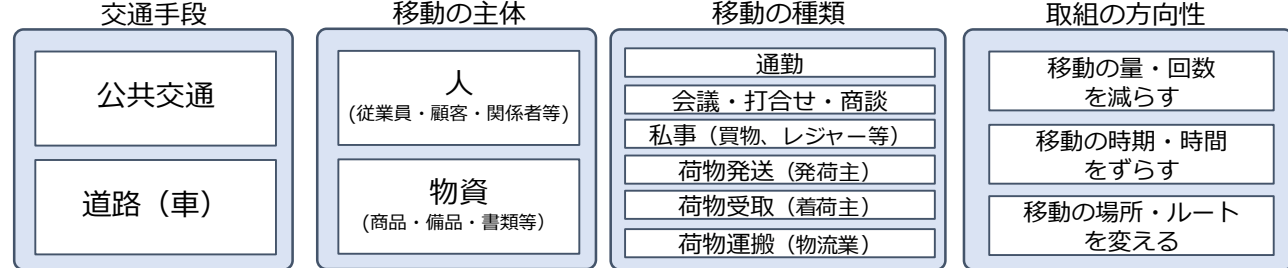 交通手段
公共交通
道路（車）
移動の主体
人
(従業員・顧客・関係者等)
物資
(商品・備品・書類等）
移動の種類
通勤
会議・打合せ・商談
私事（買物、レジャー等）
荷物発送（発荷主）
荷物受取（着荷主）
荷物運搬（物流業）
取組の方向性
移動の量・回数
を減らす
移動の時期・時間
をずらす
移動の場所・ルート
を変える